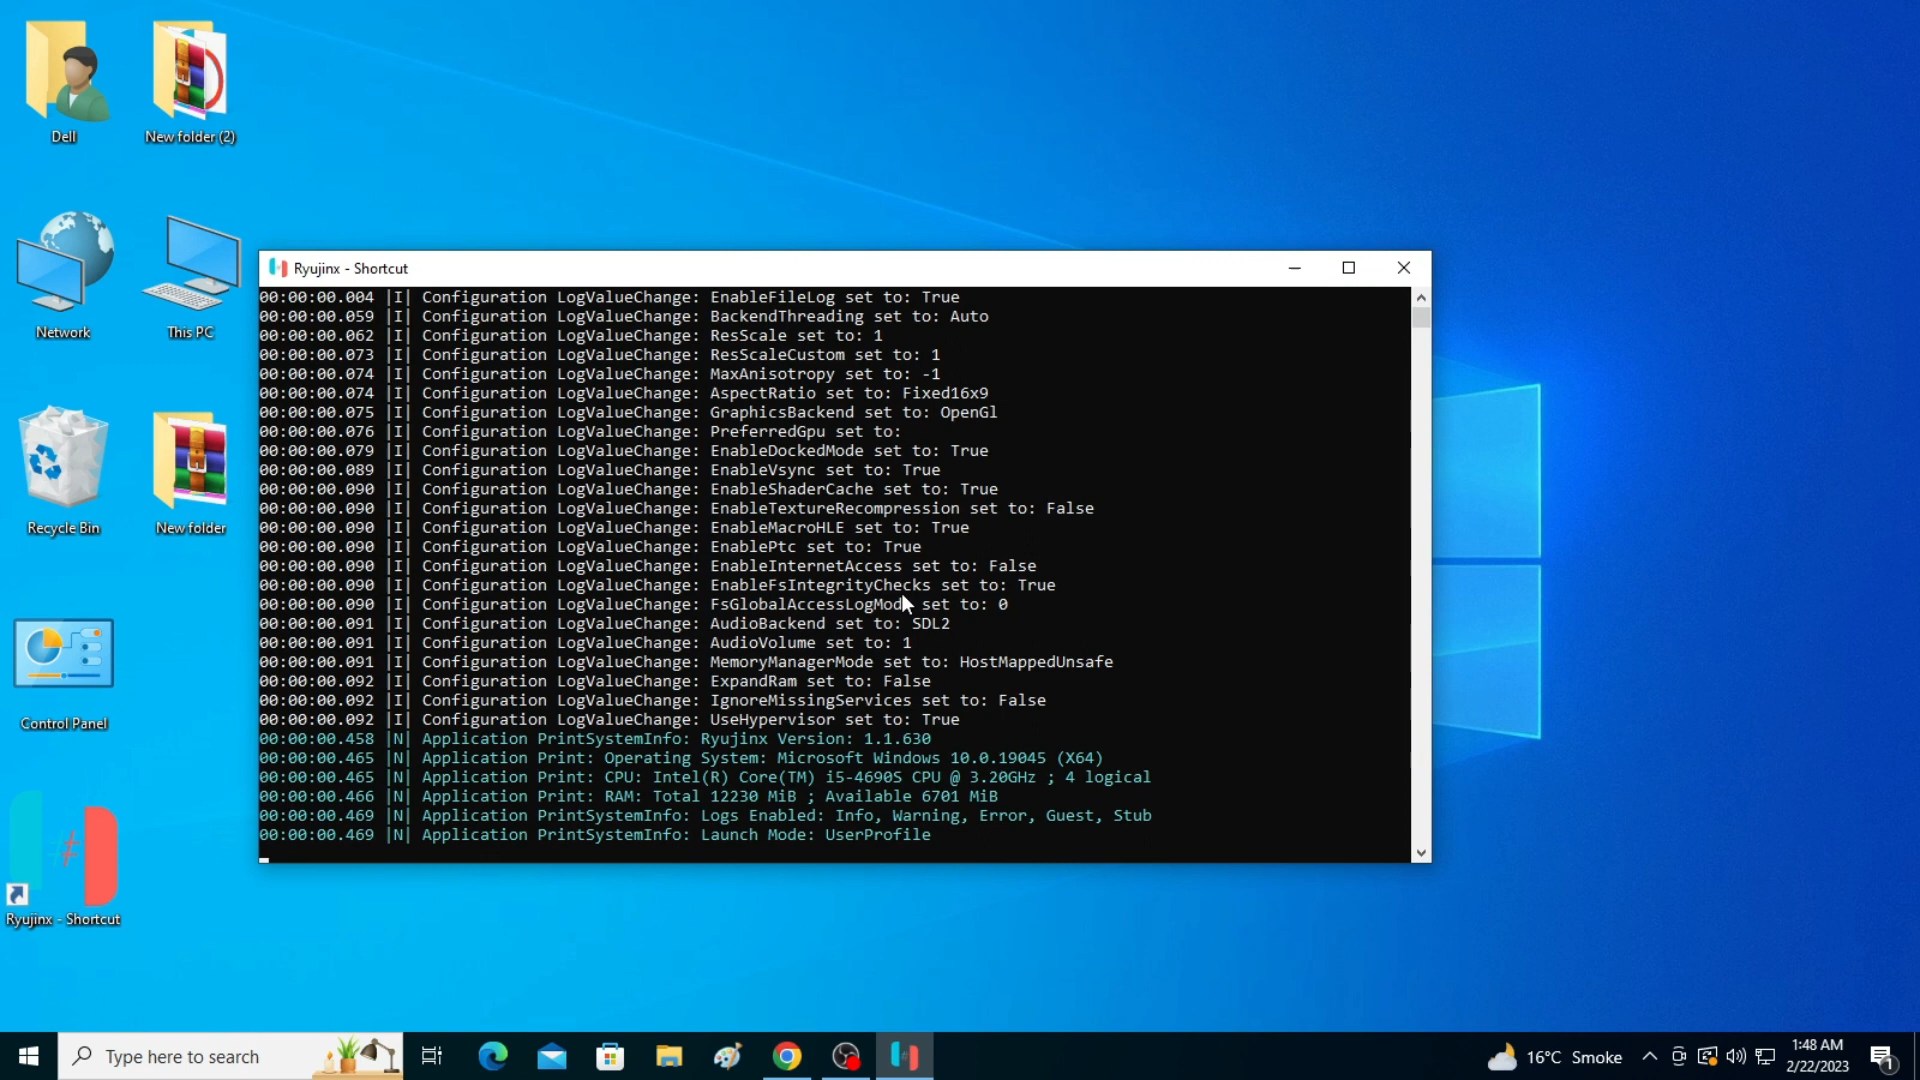 Dell
New folder (2)
Network
This PC
Recycle Bin
New folder
Control Panel
Ryujinx - Shortcut
Ryujinx - Shortcut
00:00:00.004 |I| Configuration LogValueChange: EnableFileLog set to: True
00:00:00.059 |I| Configuration LogValueChange: BackendThreading set to: Auto
00:00:00.062 |I| Configuration LogValueChange: ResScale set to: 1
00:00:00.073 |I| Configuration LogValueChange: ResScaleCustom set to: 1
00:00:00.074 |I| Configuration LogValueChange: MaxAnisotropy set to: -1
00:00:00.074 |I| Configuration LogValueChange: AspectRatio set to: Fixed16x9
00:00:00.075 |I| Configuration LogValueChange: GraphicsBackend set to: OpenGl
00:00:00.076 |I| Configuration LogValueChange: PreferredGpu set to:
00:00:00.079 |I| Configuration LogValueChange: EnableDockedMode set to: True
00:00:00.089 |I| Configuration LogValueChange: EnableVsync set to: True
00:00:00.090 |I| Configuration LogValueChange: EnableShaderCache set to: True
00:00:00.090 |I| Configuration LogValueChange: EnableTextureRecompression set to: False
00:00:00.090 |I| Configuration LogValueChange: EnableMacroHLE set to: True
00:00:00.090 |I| Configuration LogValueChange: EnablePtc set to: True
00:00:00.090 |I| Configuration LogValueChange: EnableInternetAccess set to: False
00:00:00.090 |I| Configuration LogValueChange: EnableFsIntegrityChecks set to: True
00:00:00.090 |I| Configuration LogValueChange: FsGlobalAccessLogMode set to: 0
00:00:00.091 |I| Configuration LogValueChange: AudioBackend set to: SDL2
00:00:00.091 |I| Configuration LogValueChange: AudioVolume set to: 1
00:00:00.091 |I| Configuration LogValueChange: MemoryManagerMode set to: HostMappedUnsafe
00:00:00.092 |I| Configuration LogValueChange: ExpandRam set to: False
00:00:00.092 |I| Configuration LogValueChange: IgnoreMissingServices set to: False
00:00:00.092 |I| Configuration LogValueChange: UseHypervisor set to: True
00:00:00.458 |N| Application PrintSystemInfo: Ryujinx Version: 1.1.630
00:00:00.465 |N| Application Print: Operating System: Microsoft Windows 10.0.19045 (X64)
00:00:00.465 |N| Application Print: CPU: Intel(R) Core(TM) i5-4690S CPU @ 3.20GHz ; 4 logical
00:00:00.466 |N| Application Print: RAM: Total 12230 MiB ; Available 6701 MiB
00:00:00.469 |N| Application PrintSystemInfo: Logs Enabled: Info, Warning, Error, Guest, Stub
00:00:00.469 |N| Application PrintSystemInfo: Launch Mode: UserProfile
Type here to search
16°C Smoke
1:48 AM
2/22/2023
1